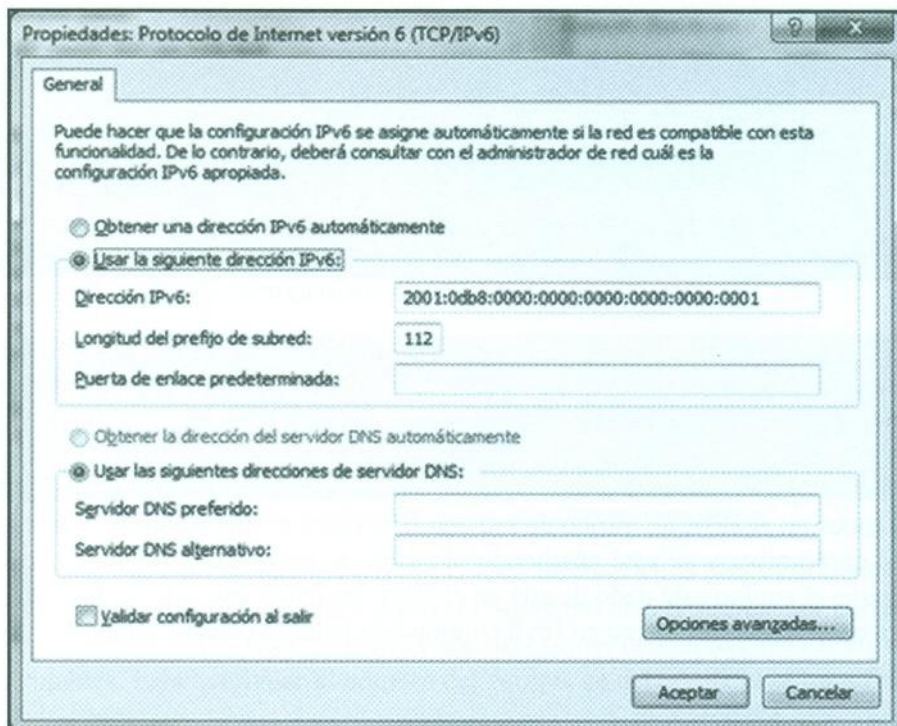 Propiedades: Protocolo de Internet versión 6 (TCP/IPv6)
General
Puede hacer que la configuración IPv6 se asigne automáticamente si la red es compatible con esta
funcionalidad. De lo contrario, deberá consultar con el administrador de red cuál es la
configuración IPv6 apropiada.
Obtener una dirección IPv6 automáticamente
Usar la siguiente dirección IPv6:
Dirección IPv6: 2001:0db8:0000:0000:0000:0000:0000:0001
Longitud del prefijo de subred: 112
Puerta de enlace predeterminada:
Obtener la dirección del servidor DNS automáticamente
Usar las siguientes direcciones de servidor DNS:
Servidor DNS preferido:
Servidor DNS alternativo:
Validar configuración al salir
Opciones avanzadas...
Aceptar Cancelar